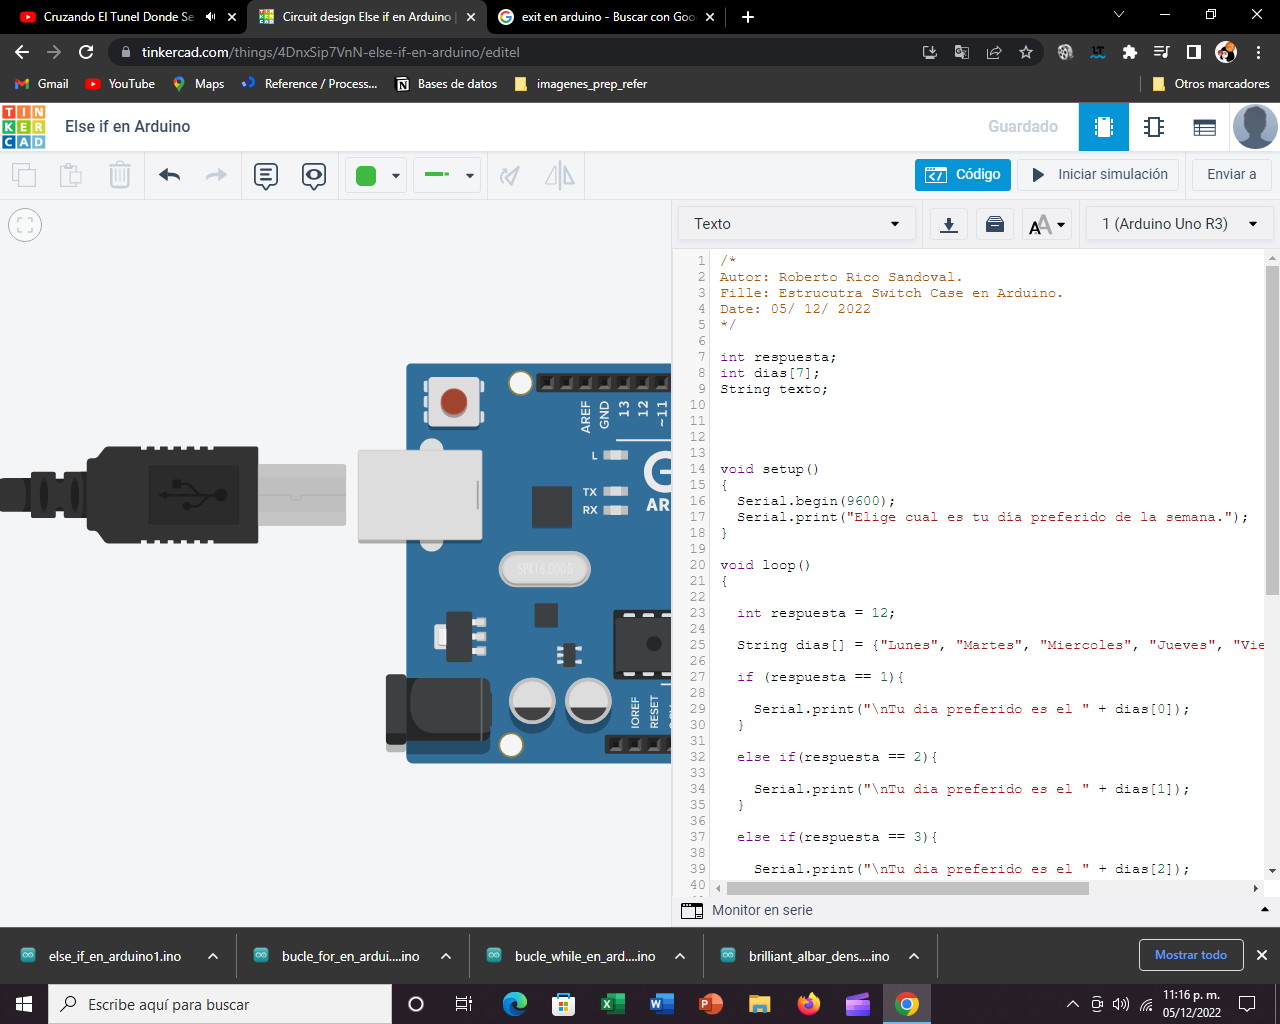 Cruzando El Tunel Donde Se
Circuit design Else if en Arduino |
exit en arduino - Buscar con Goo
tinkercad.com/things/4DnxSip7VnN-else-if-en-arduino/editel
Gmail
YouTube
Maps
Reference / Process...
Bases de datos
imagenes_prep_refer
Otros marcadores
TIN
KER
CAD
Else if en Arduino
Guardado
Código
Iniciar simulación
Enviar a
Texto
1 (Arduino Uno R3)
1 /*
2 Autor: Roberto Rico Sandoval.
3 Fille: Estrucutra Switch Case en Arduino.
4 Date: 05/ 12/ 2022
5 */
6
7 int respuesta;
8 int dias[7];
9 String texto;
10
11
12
13
14 void setup()
15 {
16 Serial.begin(9600);
17 Serial.print("Elige cual es tu día preferido de la semana.");
18 }
19
20 void loop()
21 {
22
23 int respuesta = 12;
24
25 String dias[] = {"Lunes", "Martes", "Miercoles", "Jueves", "Vie
26
27 if (respuesta == 1){
28
29 Serial.print("\nTu dia preferido es el " + dias[0]);
30 }
31
32 else if(respuesta == 2){
33
34 Serial.print("\nTu dia preferido es el " + dias[1]);
35 }
36
37 else if(respuesta == 3){
38
39 Serial.print("\nTu dia preferido es el " + dias[2]);
40
AREF
GND
13
12
~11
L
TX
RX
AR
SPK16.000G
IOREF
RESET
Monitor en serie
else_if_en_arduino1.ino
bucle_for_en_ardui....ino
bucle_while_en_ard....ino
brilliant_albar_dens....ino
Mostrar todo
Escribe aquí para buscar
11:16 p. m.
05/12/2022